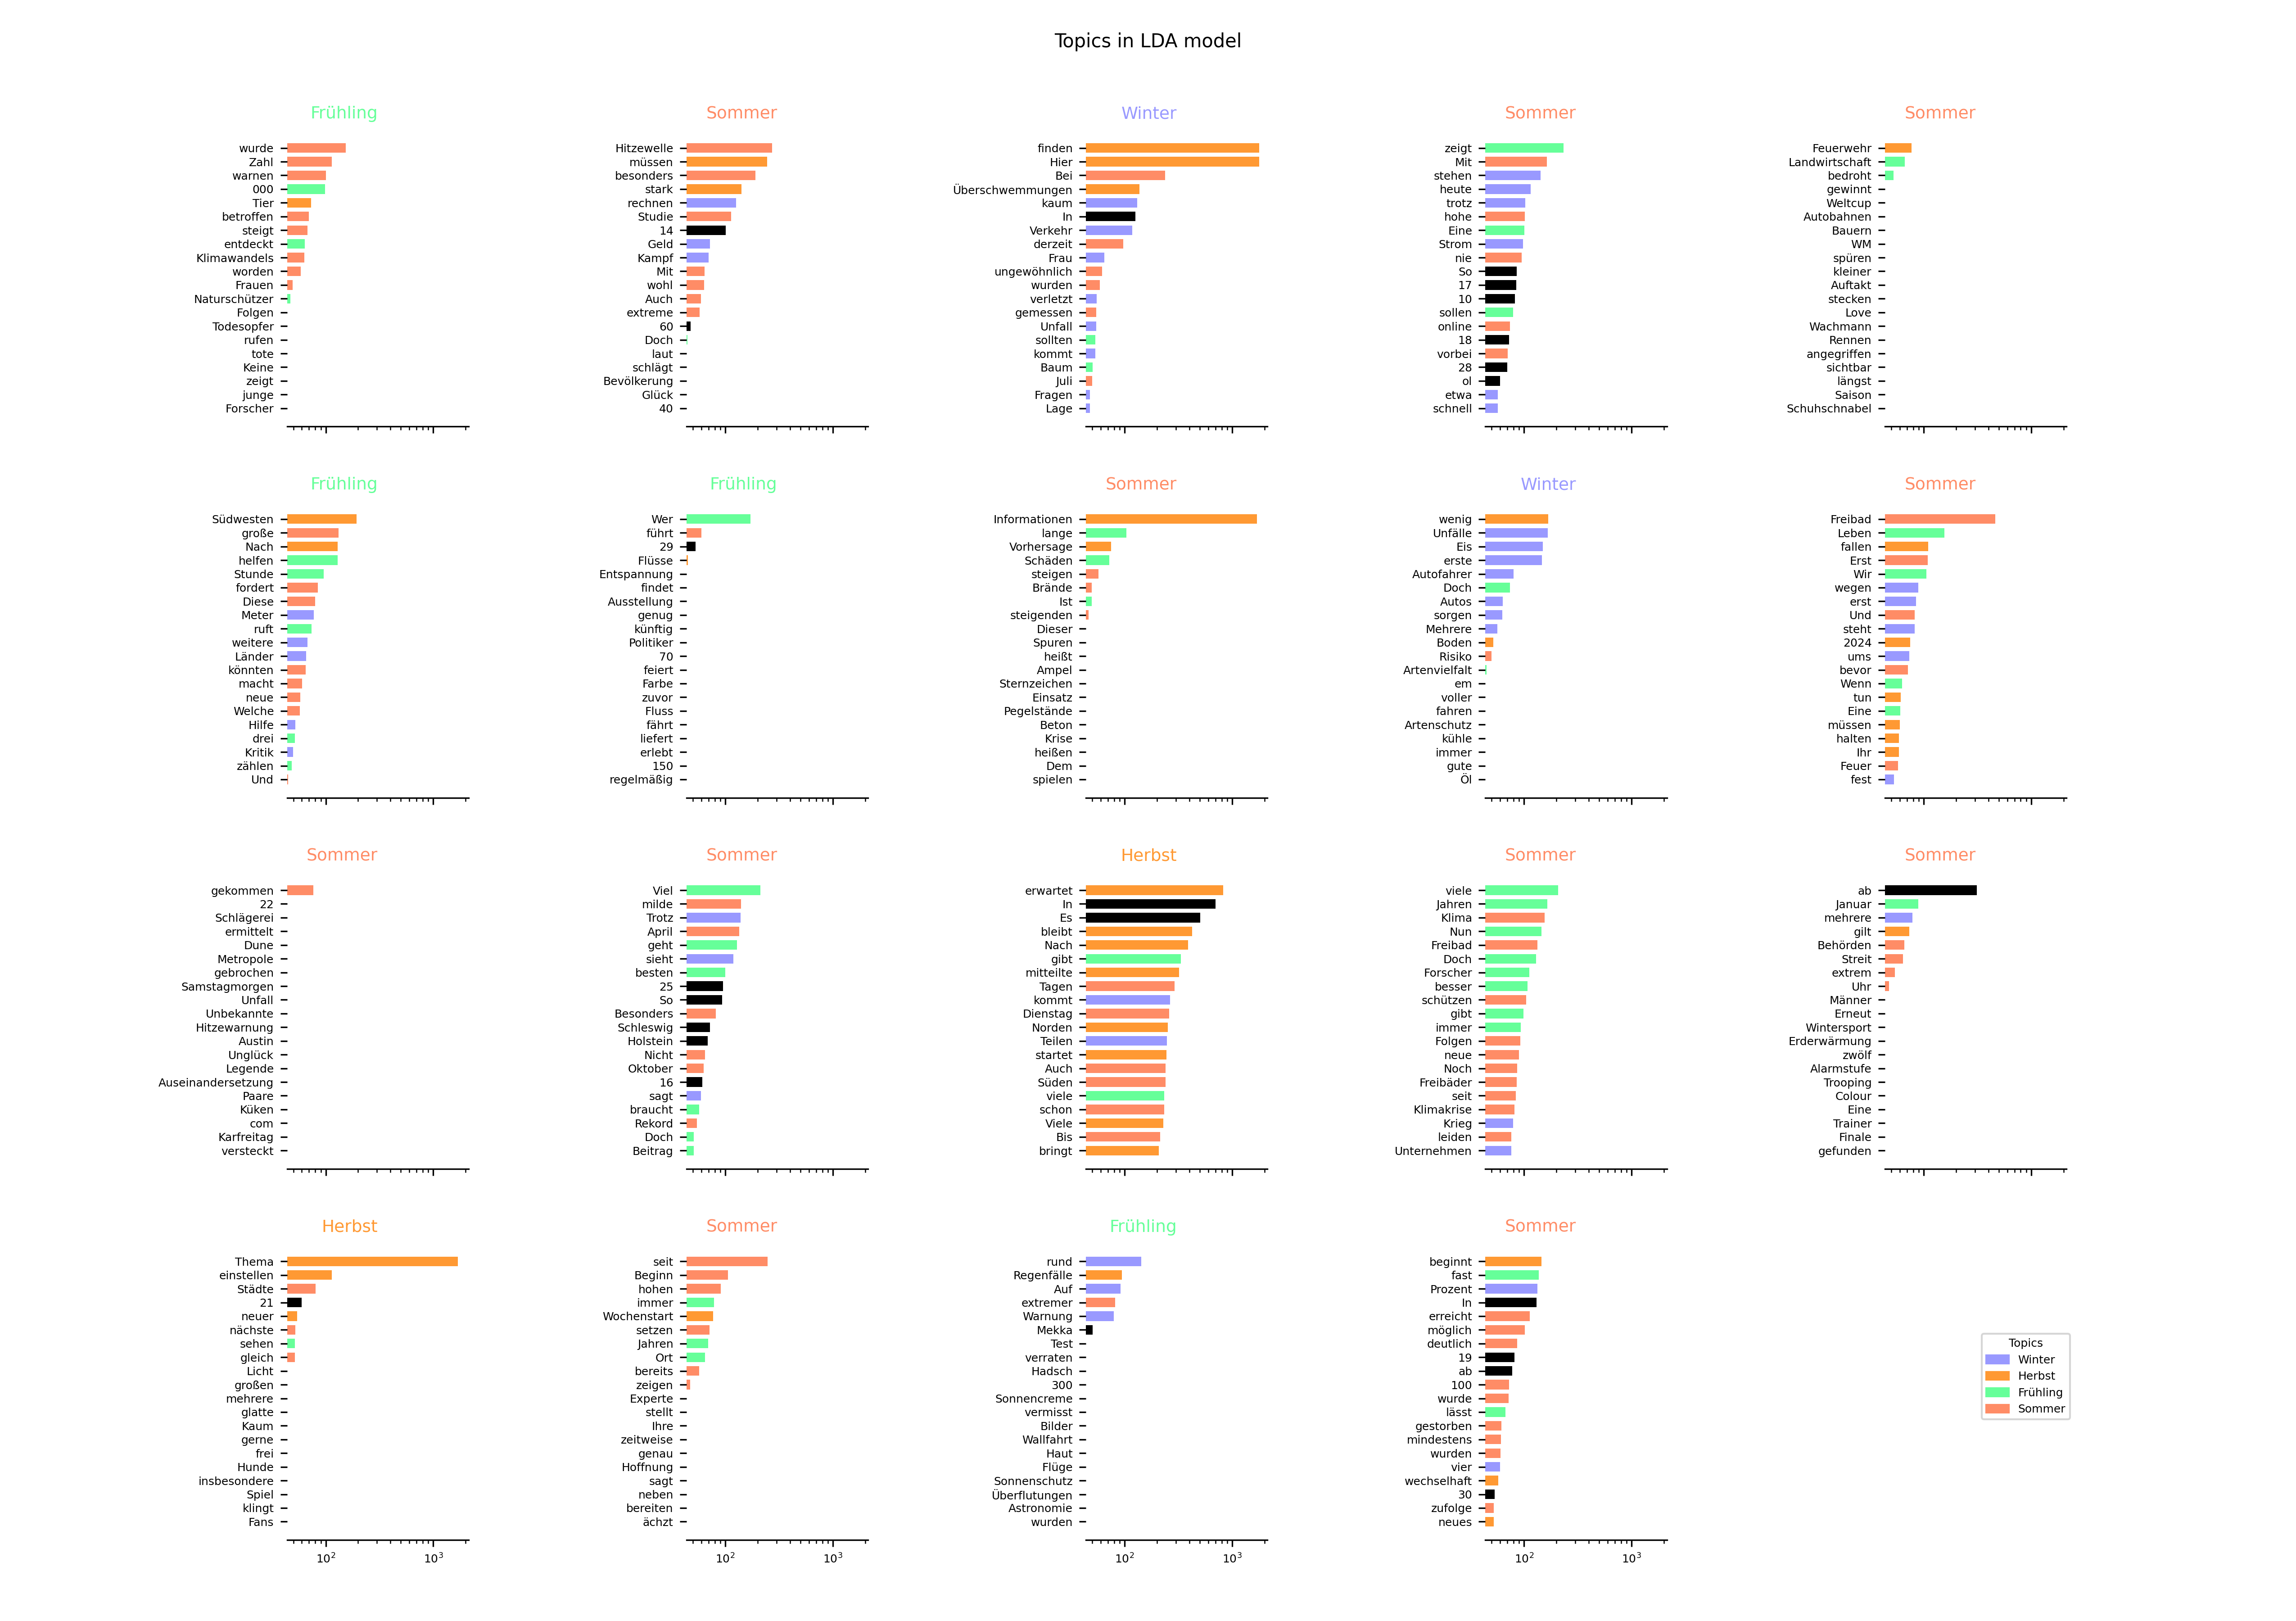 Topics in LDA model
Frühling
wurde
Zahl
warnen
000
Tier
betroffen
steigt
entdeckt
Klimawandels
worden
Frauen
Naturschützer
Folgen
Todesopfer
rufen
tote
Keine
zeigt
junge
Forscher
Sommer
Hitzewelle
müssen
besonders
stark
rechnen
Studie
14
Geld
Kampf
Mit
wohl
Auch
extreme
60
Doch
laut
schlägt
Bevölkerung
Glück
40
Winter
finden
Hier
Bei
Überschwemmungen
kaum
In
Verkehr
derzeit
Frau
ungewöhnlich
wurden
verletzt
gemessen
Unfall
sollten
kommt
Baum
Juli
Fragen
Lage
Sommer
zeigt
Mit
stehen
heute
trotz
hohe
Eine
Strom
nie
So
17
10
sollen
online
18
vorbei
28
ol
etwa
schnell
Sommer
Feuerwehr
Landwirtschaft
bedroht
gewinnt
Weltcup
Autobahnen
Bauern
WM
spüren
kleiner
Auftakt
stecken
Love
Wachmann
Rennen
angegriffen
sichtbar
längst
Saison
Schuhschnabel
Frühling
Südwesten
große
Nach
helfen
Stunde
fordert
Diese
Meter
ruft
weitere
Länder
könnten
macht
neue
Welche
Hilfe
drei
Kritik
zählen
Und
Frühling
Wer
führt
29
Flüsse
Entspannung
findet
Ausstellung
genug
künftig
Politiker
70
feiert
Farbe
zuvor
Fluss
fährt
liefert
erlebt
150
regelmäßig
Sommer
Informationen
lange
Vorhersage
Schäden
steigen
Brände
Ist
steigenden
Dieser
Spuren
heißt
Ampel
Sternzeichen
Einsatz
Pegelstände
Beton
Krise
heißen
Dem
spielen
Winter
wenig
Unfälle
Eis
erste
Autofahrer
Doch
Autos
sorgen
Mehrere
Boden
Risiko
Artenvielfalt
em
voller
fahren
Artenschutz
kühle
immer
gute
Öl
Sommer
Freibad
Leben
fallen
Erst
Wir
wegen
erst
Und
steht
2024
ums
bevor
Wenn
tun
Eine
müssen
halten
Ihr
Feuer
fest
Sommer
gekommen
22
Schlägerei
ermittelt
Dune
Metropole
gebrochen
Samstagmorgen
Unfall
Unbekannte
Hitzewarnung
Austin
Unglück
Legende
Auseinandersetzung
Paare
Küken
com
Karfreitag
versteckt
Sommer
Viel
milde
Trotz
April
geht
sieht
besten
25
So
Besonders
Schleswig
Holstein
Nicht
Oktober
16
sagt
braucht
Rekord
Doch
Beitrag
Herbst
erwartet
In
Es
bleibt
Nach
gibt
mitteilte
Tagen
kommt
Dienstag
Norden
Teilen
startet
Auch
Süden
viele
schon
Viele
Bis
bringt
Sommer
viele
Jahren
Klima
Nun
Freibad
Doch
Forscher
besser
schützen
gibt
immer
Folgen
neue
Noch
Freibäder
seit
Klimakrise
Krieg
leiden
Unternehmen
Sommer
ab
Januar
mehrere
gilt
Behörden
Streit
extrem
Uhr
Männer
Erneut
Wintersport
Erderwärmung
zwölf
Alarmstufe
Trooping
Colour
Eine
Trainer
Finale
gefunden
Herbst
Thema
einstellen
Städte
21
neuer
nächste
sehen
gleich
Licht
großen
mehrere
glatte
Kaum
gerne
frei
Hunde
insbesondere
Spiel
klingt
Fans
10² 10³
Sommer
seit
Beginn
hohen
immer
Wochenstart
setzen
Jahren
Ort
bereits
zeigen
Experte
stellt
Ihre
zeitweise
genau
Hoffnung
sagt
neben
bereiten
ächzt
10² 10³
Frühling
rund
Regenfälle
Auf
extremer
Warnung
Mekka
Test
verraten
Hadsch
300
Sonnencreme
vermisst
Bilder
Wallfahrt
Haut
Flüge
Sonnenschutz
Überflutungen
Astronomie
wurden
10² 10³
Sommer
beginnt
fast
Prozent
In
erreicht
möglich
deutlich
19
ab
100
wurde
lässt
gestorben
mindestens
wurden
vier
wechselhaft
30
zufolge
neues
10² 10³
Topics
Winter
Herbst
Frühling
Sommer